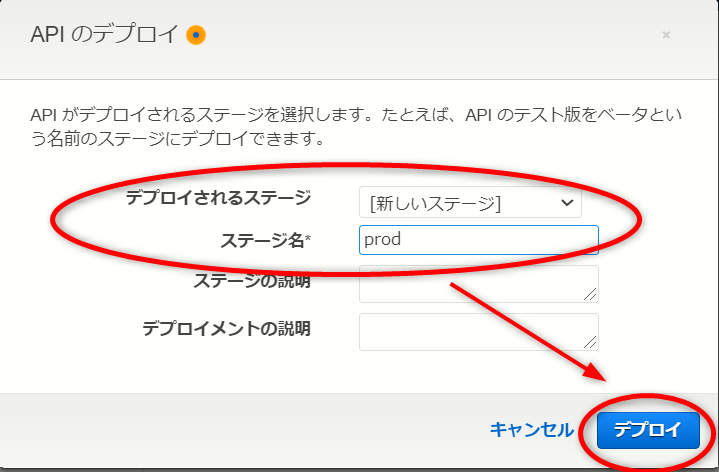 API のデプロイ
API がデプロイされるステージを選択します。たとえば、API のテスト版をベータとい
う名前のステージにデプロイできます。
デプロイされるステージ [新しいステージ]
ステージ名* prod
ステージの説明
デプロイメントの説明
キャンセル デプロイ